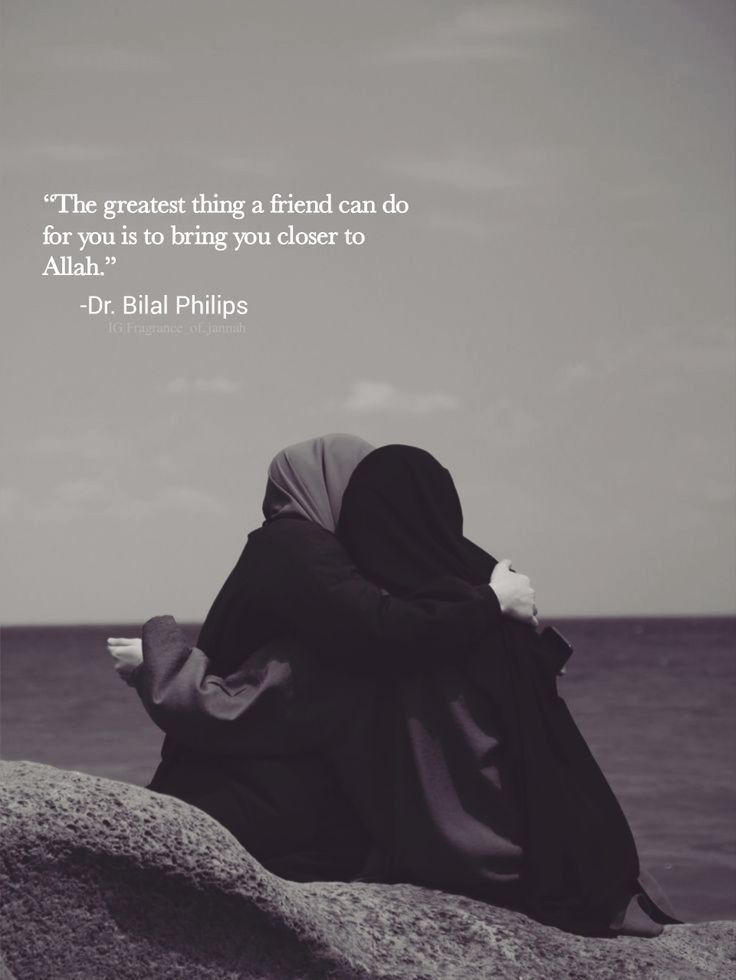 “The greatest thing a friend can do
for you is to bring you closer to
Allah.”
-Dr. Bilal Philips
IG|Fragrance_of_jannah